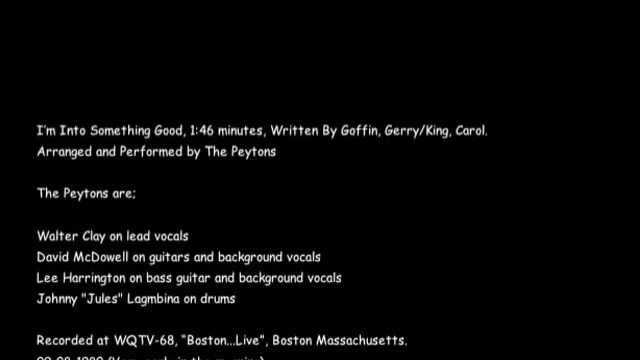 I'm Into Something Good, 1:46 minutes, Written By Goffin, Gerry/King, Carol.
Arranged and Performed by The Peytons
The Peytons are;
Walter Clay on lead vocals
David McDowell on guitars and background vocals
Lee Harrington on bass guitar and background vocals
Johnny "Jules" Lagmbina on drums
Recorded at WQTV-68, "Boston...Live", Boston Massachusetts.